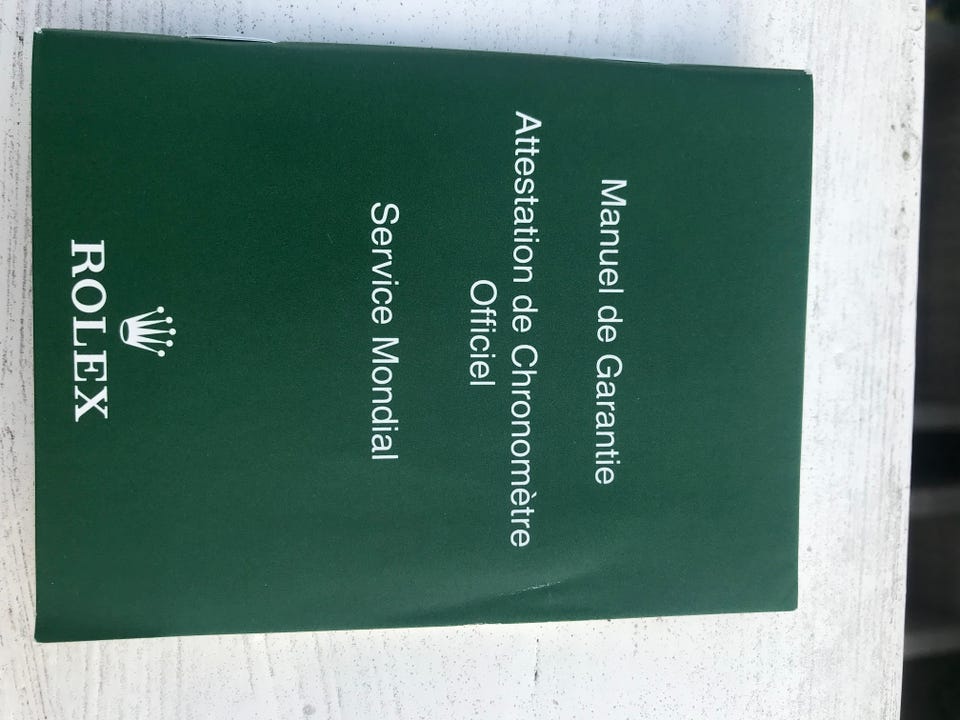 Manuel de Garantie
Attestation de Chronomètre
Officiel
Service Mondial
ROLEX